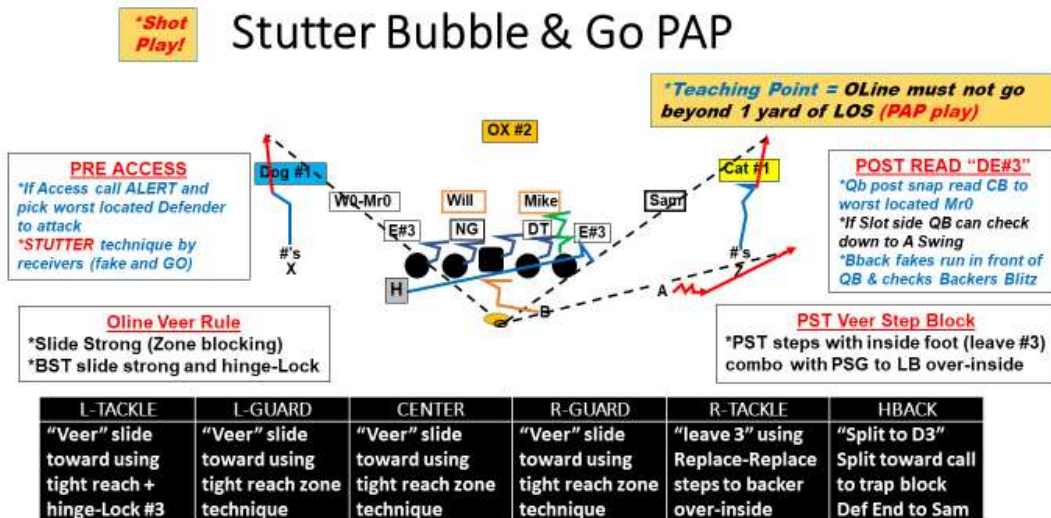 *Shot
Play!
Stutter Bubble & Go PAP
*Teaching Point = OLine must not go
beyond 1 yard of LOS (PAP play)
OX #2
PRE ACCESS
*If Access call ALERT and
pick worst located Defender
to attack
*STUTTER technique by
receivers (fake and GO)
Dog #1
W0-Mr0
Will
Mike
Sam
Cat #1
E#3
NG
DT
E#3
#'s
X
#'s
Z
H
A
B
POST READ “DE#3”
*Qb post snap read CB to
worst located Mr0
*If Slot side QB can check
down to A Swing
*Bback fakes run in front of
QB & checks Backers Blitz
Oline Veer Rule
*Slide Strong (Zone blocking)
*BST slide strong and hinge-Lock
PST Veer Step Block
*PST steps with inside foot (leave #3)
combo with PSG to LB over-inside
L-TACKLE
“Veer” slide
toward using
tight reach +
hinge-Lock #3
L-GUARD
“Veer” slide
toward using
tight reach zone
technique
CENTER
“Veer” slide
toward using
tight reach zone
technique
R-GUARD
“Veer” slide
toward using
tight reach zone
technique
R-TACKLE
“leave 3” using
Replace-Replace
steps to backer
over-inside
HBACK
“Split to D3”
Split toward call
to trap block
Def End to Sam